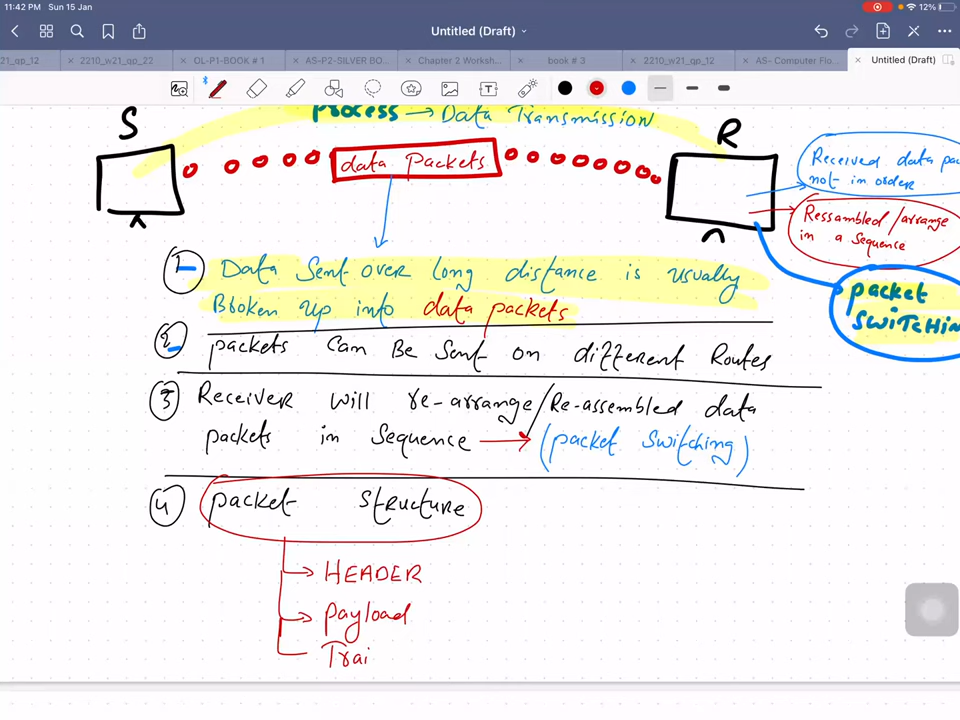 11:42 PM Sun 15 Jan
12%
Untitled (Draft)
21_qp_12
2210_w21_qp_22
OL-P1-BOOK # 1
AS-P2-SILVER BO...
Chapter 2 Worksh...
book # 3
2210_w21_qp_12
AS- Computer Flo...
Untitled (Draft)
process → Data Transmission
S
R
data Packets
Received data pa
not in order
Ressambled/arrange
in a Sequence
packet
SWITCHIN
1 Data Sent over long distance is usually
Broken up into data packets
2 packets Can Be Sent on different Routes
3 Receiver will re-arrange/Re-assembled data
packets in Sequence → (packet switching)
4 packet Structure
→ HEADER
→ Payload
Trai